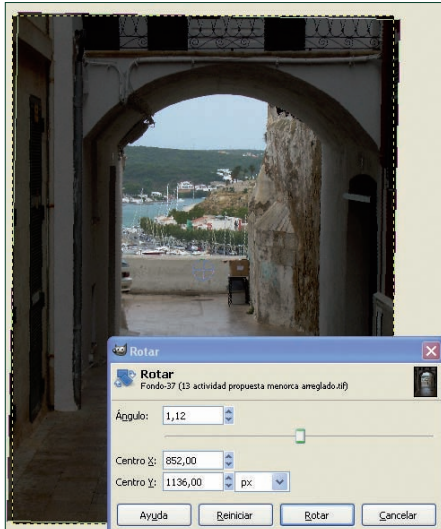 Rotar
Rotar
Fondo-37 (13 actividad propuesta menorca arreglado.tif)
Ángulo: 1,12
Centro X: 852,00
Centro Y: 1136,00 px
Ayuda Reiniciar Rotar Cancelar